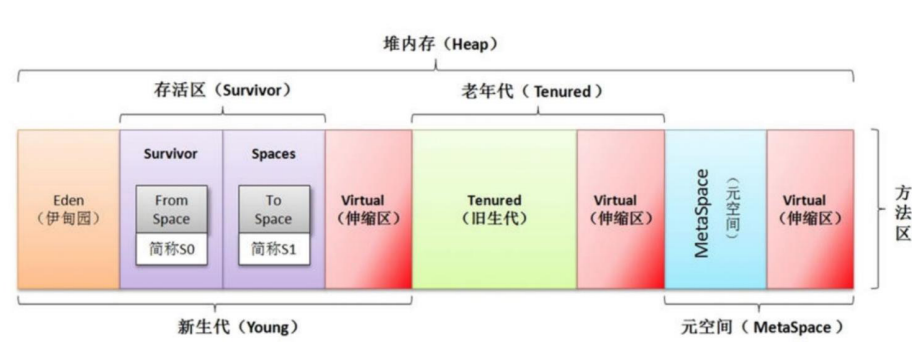 堆内存（Heap）
存活区（Survivor）
老年代（ Tenured ）
Survivor
Spaces
Eden
（伊甸园）
From
Space
简称S0
To
Space
简称S1
Virtual
（伸缩区）
Tenured
（旧生代）
Virtual
（伸缩区）
MetaSpace
（元空间）
Virtual
（伸缩区）
方法区
新生代（Young）
元空间（ MetaSpace ）